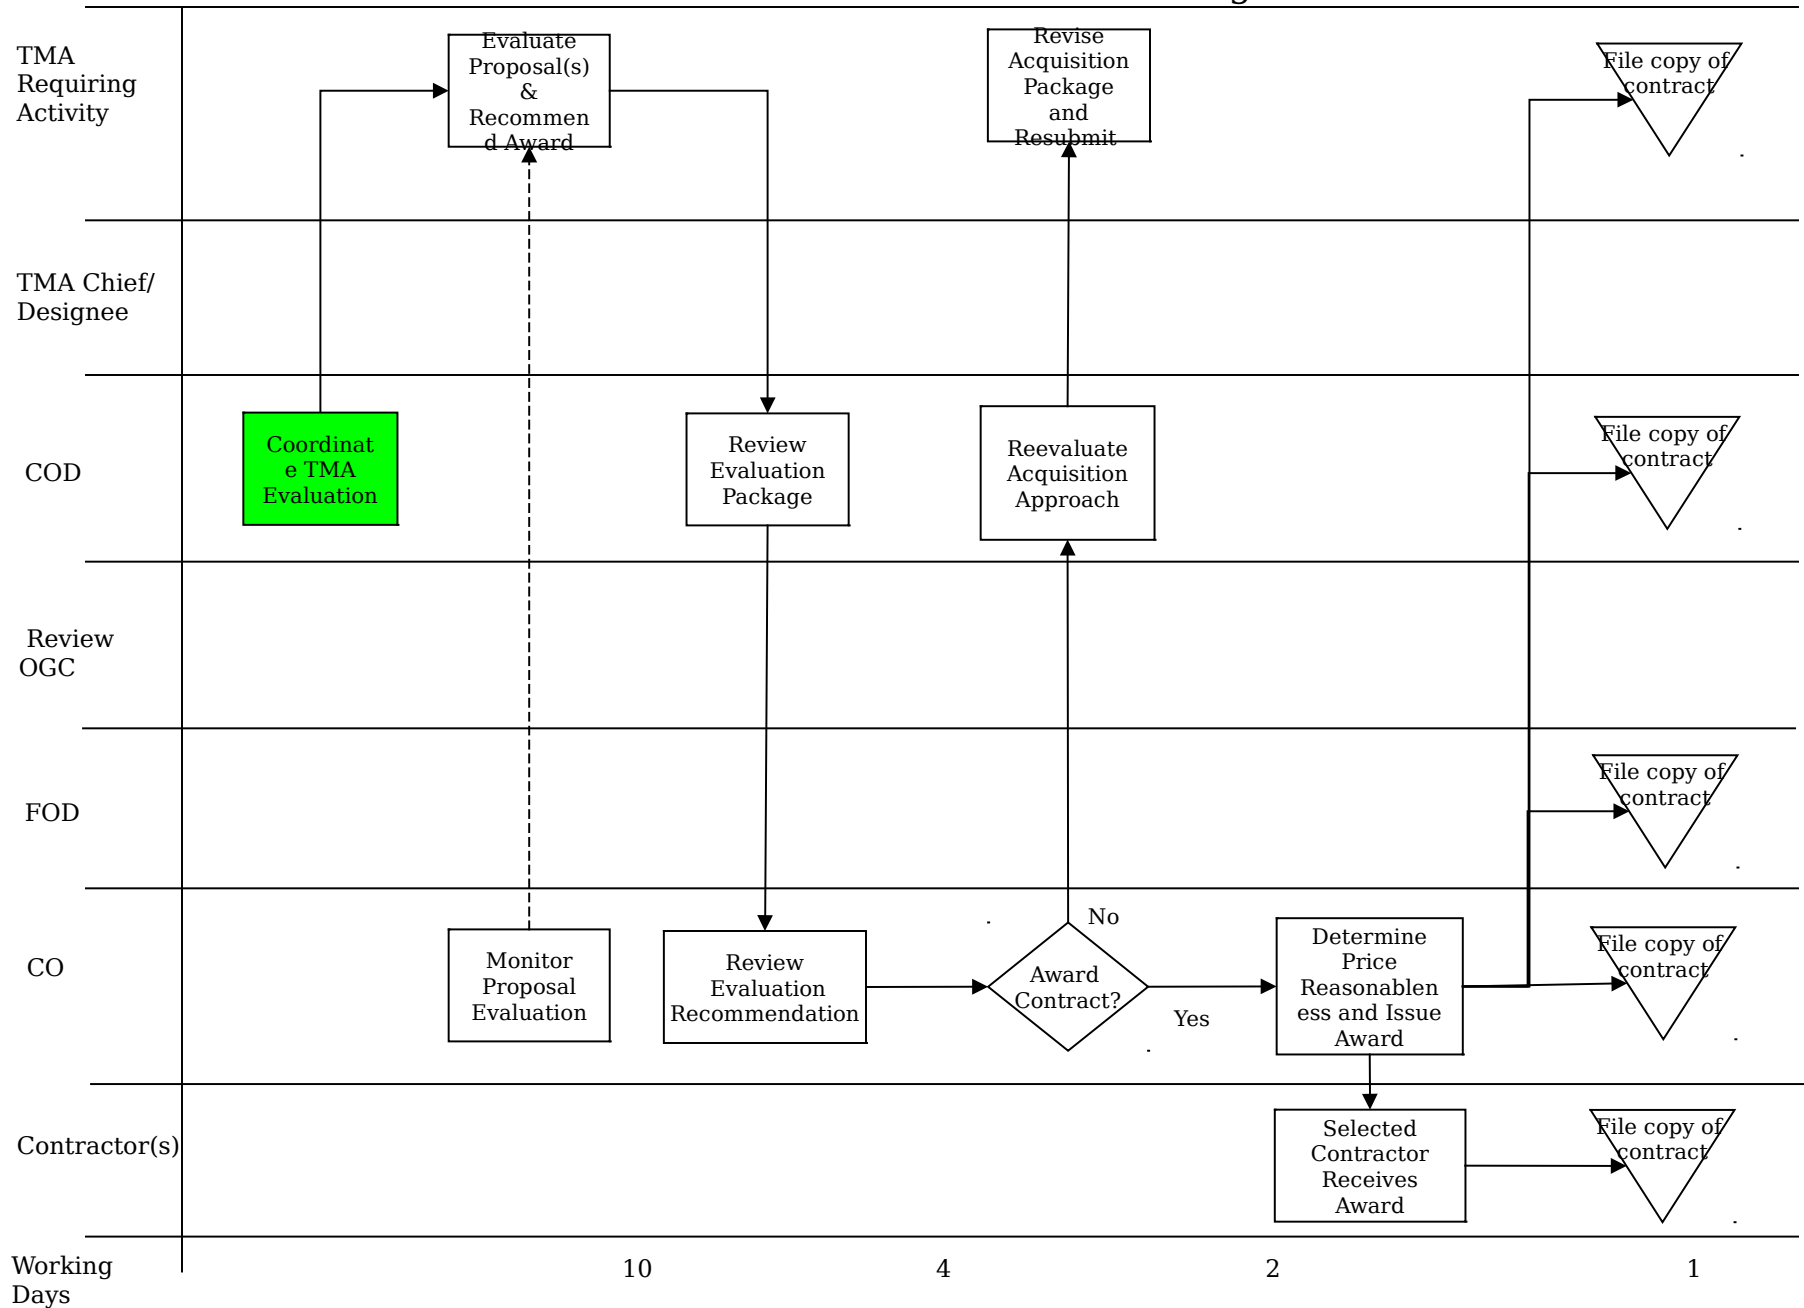 TMA
Requiring
Activity
Evaluate
Proposal(s)
&
Recommen
d Award
Revise
Acquisition
Package
and
Resubmit
File copy of
contract
TMA Chief/
Designee
COD
Coordinat
e TMA
Evaluation
Review
Evaluation
Package
Reevaluate
Acquisition
Approach
File copy of
contract
Review
OGC
FOD
File copy of
contract
CO
Monitor
Proposal
Evaluation
Review
Evaluation
Recommendation
Award
Contract?
No
Yes
Determine
Price
Reasonablen
ess and Issue
Award
File copy of
contract
Contractor(s)
Selected
Contractor
Receives
Award
File copy of
contract
Working
Days
10
4
2
1